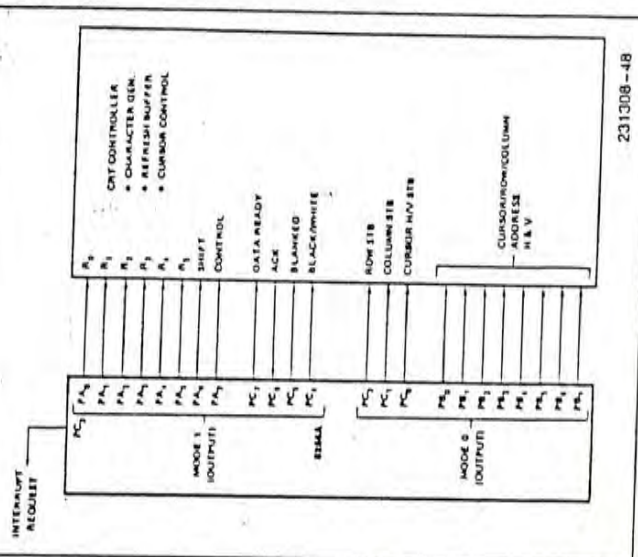 INTERRUPT
REQUEST
PC3
PA0
PA1
PA2
PA3
PA4
PA5
PA6
PA7
MODE 1
(OUTPUT)
PC7
PC6
PC5
PC4
8255A
PC2
PC1
PC0
MODE 0
(OUTPUT)
PB0
PB1
PB2
PB3
PB4
PB5
PB6
PB7
R0
R1
R2
R3
R4
R5
SHIFT
CONTROL
CRT CONTROLLER
• CHARACTER GEN.
• REFRESH BUFFER
• CURSOR CONTROL
DATA READY
ACK
BLANKED
BLACK/WHITE
ROW STB
COLUMN STB
CURSOR H/V STB
CURSOR/ROW/COLUMN
ADDRESS
H & V
231308-48